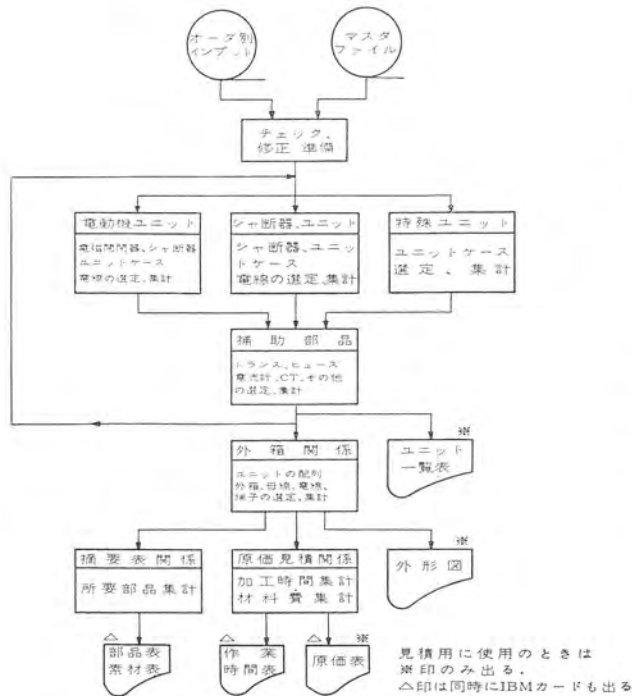 オーダ別
インプット
マスタ
ファイル
チェック、
修正 準備
電動機ユニット
電磁開閉器、シャ断器
ユニットケース
電線の選定、集計
シャ断器、ユニット
シャ断器、ユニッ
トケース
電線の選定、集計
特殊ユニット
ユニットケース
選定、集計
補助部品
トランス、ヒューズ
電流計、CT、その他
の選定、集計
外箱関係
ユニットの配列
外箱、母線、電線、
端子の選定、集計
※
ユニット
一覧表
摘要表関係
所要部品集計
原価見積関係
加工時間集計
材料費集計
※
外形図
△
部品表
素材表
△
作業
時間表
△
※
原価表
見積用に使用のときは
※印のみ出る.
△印は同時にIBMカードも出る